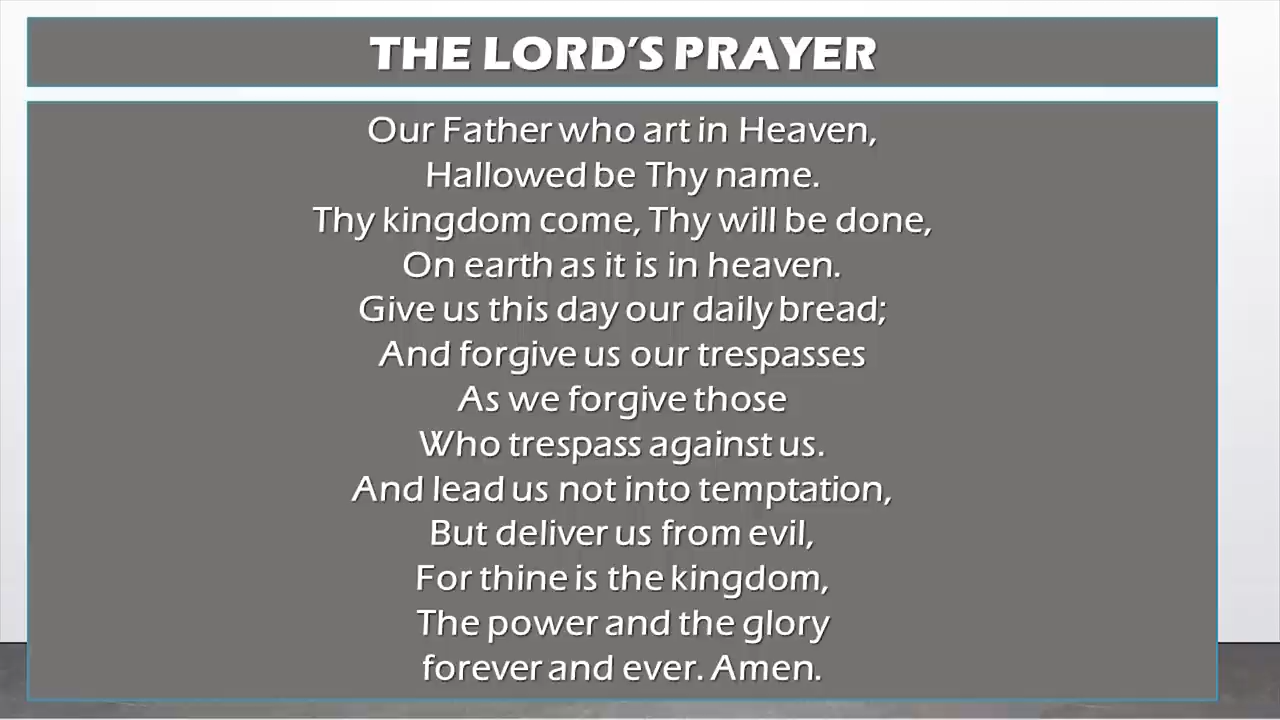 THE LORD’S PRAYER
Our Father who art in Heaven,
Hallowed be Thy name.
Thy kingdom come, Thy will be done,
On earth as it is in heaven.
Give us this day our daily bread;
And forgive us our trespasses
As we forgive those
Who trespass against us.
And lead us not into temptation,
But deliver us from evil,
For thine is the kingdom,
The power and the glory
forever and ever. Amen.